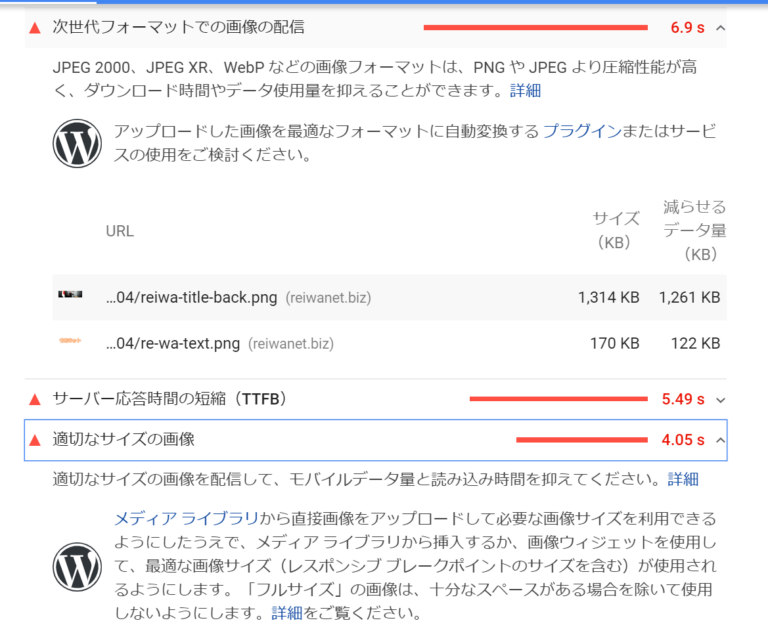 次世代フォーマットでの画像の配信 6.9 s
JPEG 2000、JPEG XR、WebP などの画像フォーマットは、PNG や JPEG より圧縮性能が高
く、ダウンロード時間やデータ使用量を抑えることができます。詳細
アップロードした画像を最適なフォーマットに自動変換する プラグインまたはサービ
スの使用をご検討ください。
URL サイズ（KB） 減らせるデータ量（KB）
…04/reiwa-title-back.png (reiwanet.biz) 1,314 KB 1,261 KB
…04/re-wa-text.png (reiwanet.biz) 170 KB 122 KB
サーバー応答時間の短縮（TTFB） 5.49 s
適切なサイズの画像 4.05 s
適切なサイズの画像を配信して、モバイルデータ量と読み込み時間を抑えてください。詳細
メディア ライブラリから直接画像をアップロードして必要な画像サイズを利用できる
ようにしたうえで、メディア ライブラリから挿入するか、画像ウィジェットを使用し
て、最適な画像サイズ（レスポンシブ ブレークポイントのサイズを含む）が使用され
るようにします。「フルサイズ」の画像は、十分なスペースがある場合を除いて使用
しないようにします。詳細をご覧ください。